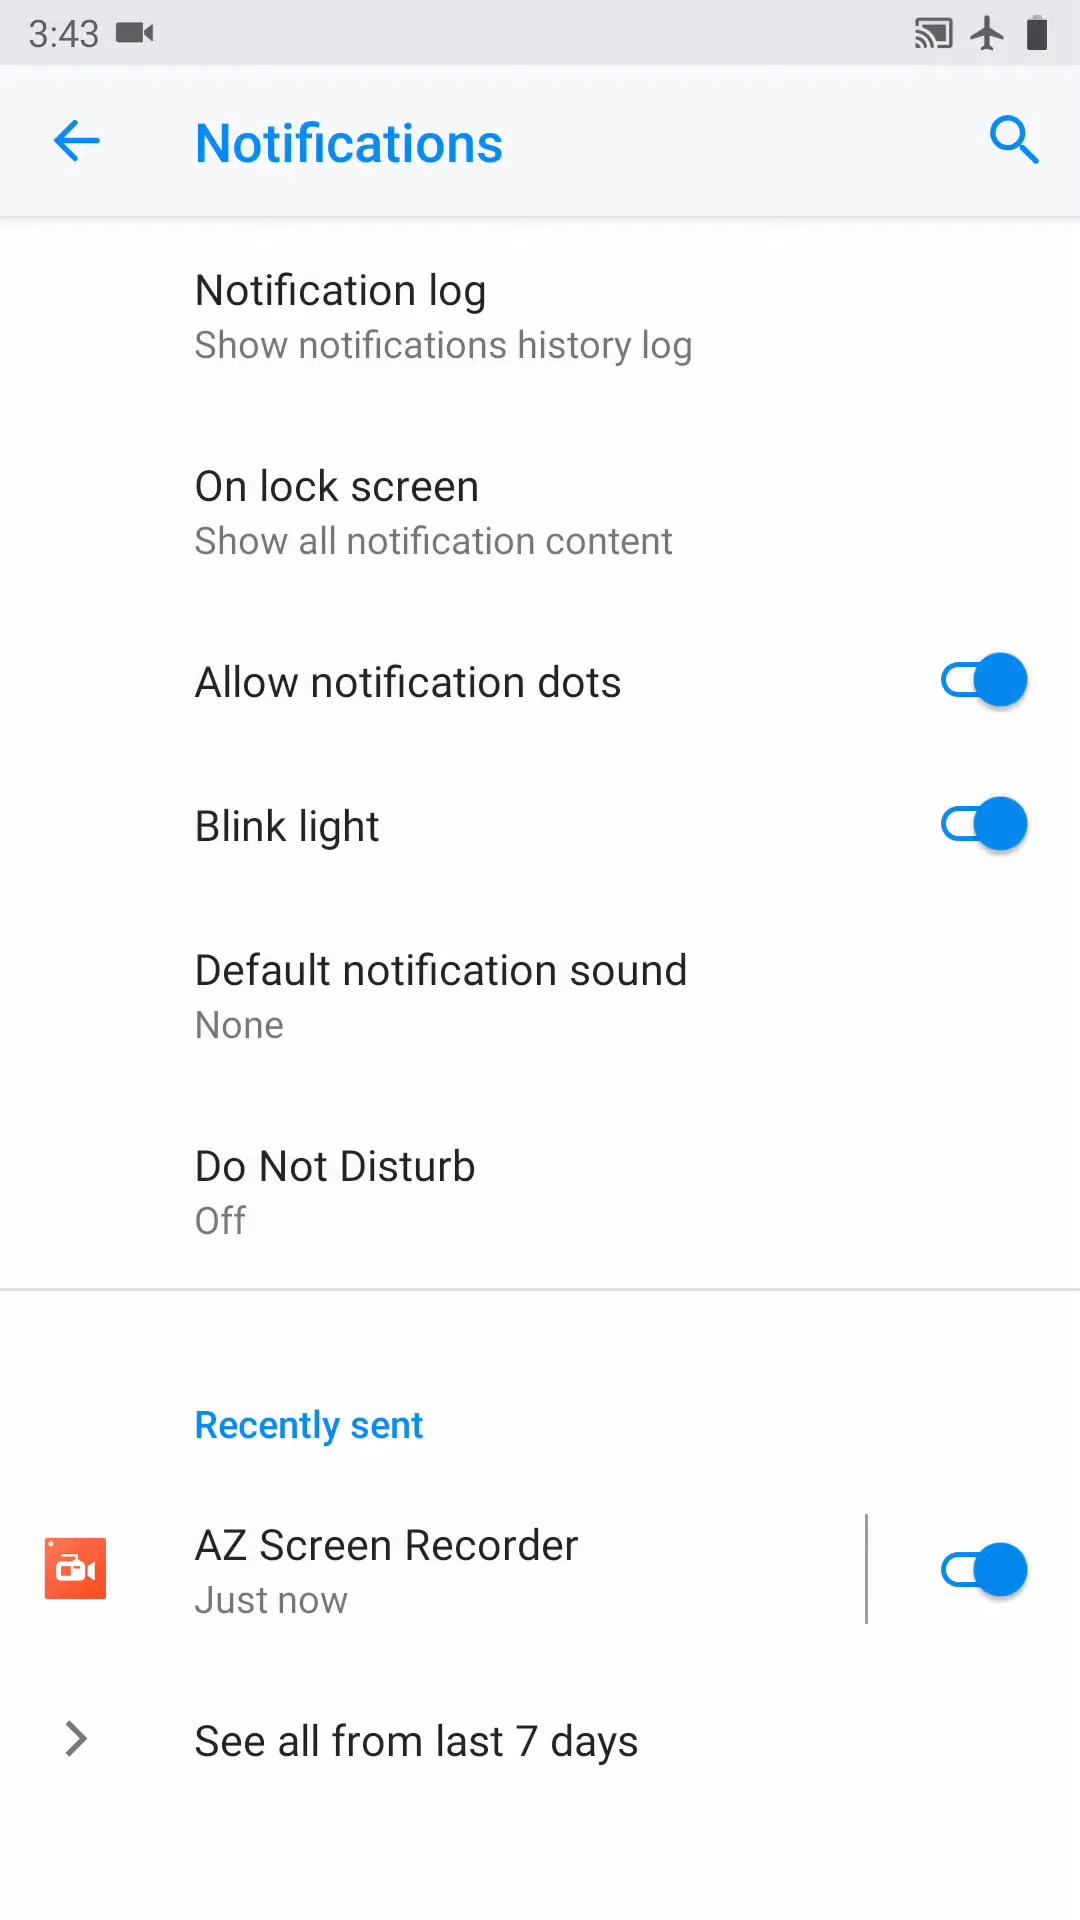 3:43
Notifications
Notification log
Show notifications history log
On lock screen
Show all notification content
Allow notification dots
Blink light
Default notification sound
None
Do Not Disturb
Off
Recently sent
AZ Screen Recorder
Just now
See all from last 7 days